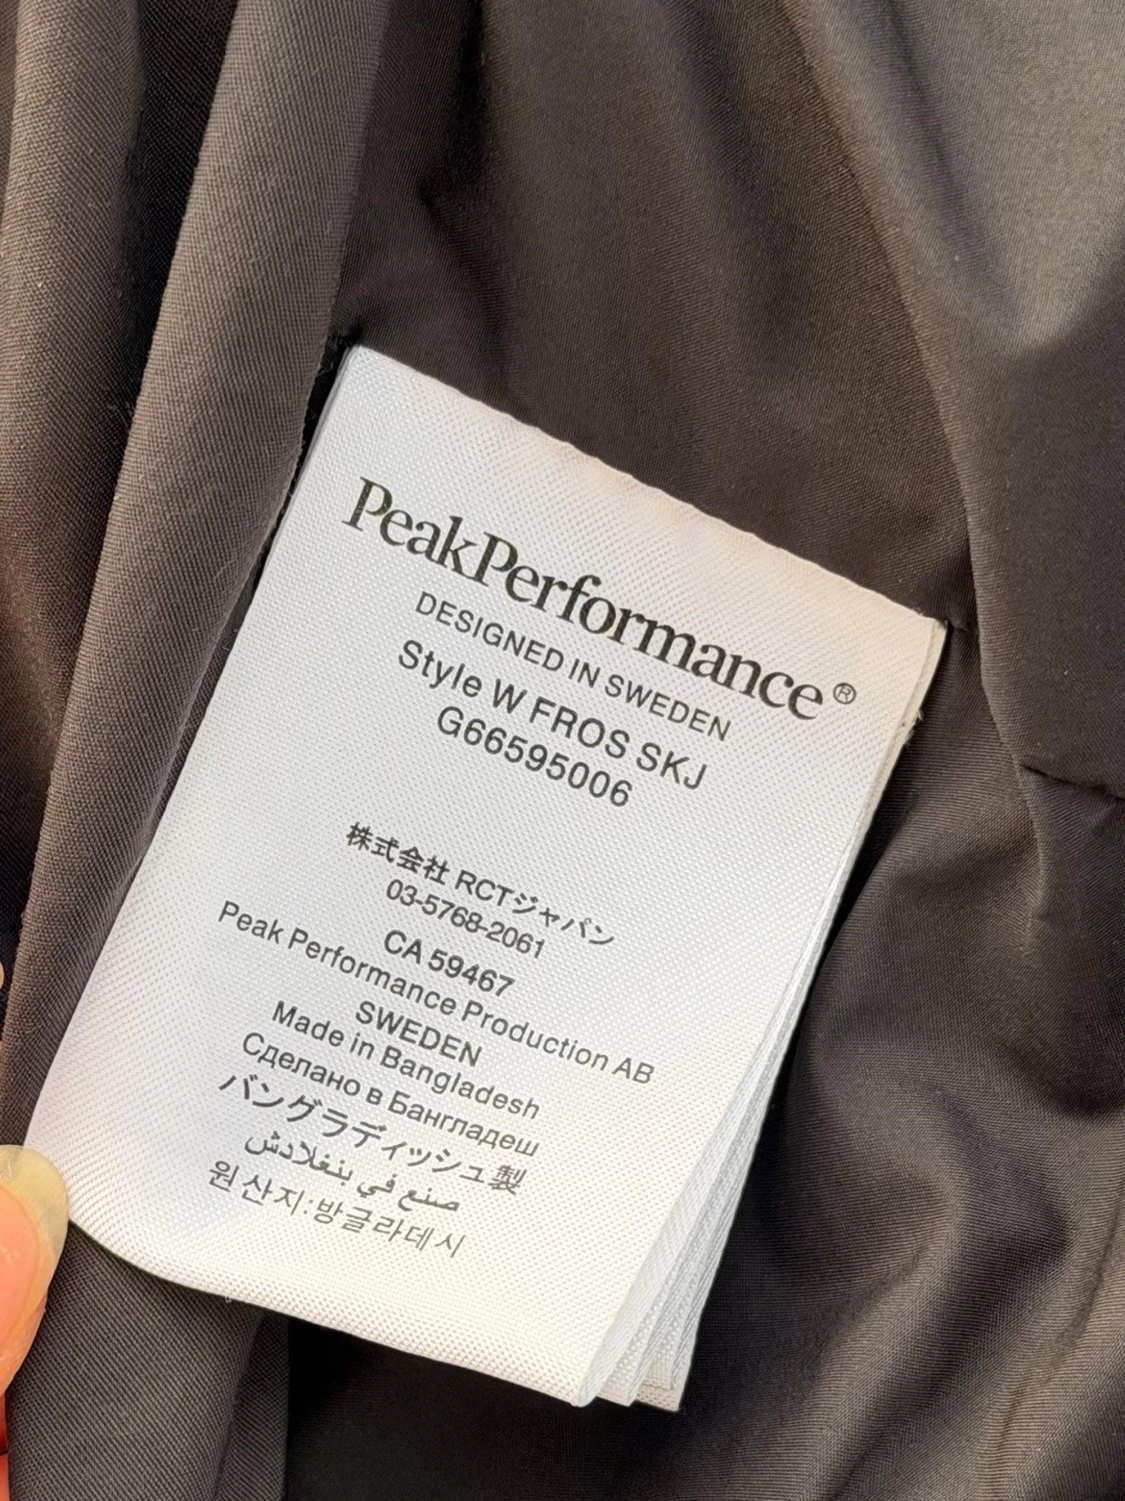 PeakPerformance®
DESIGNED IN SWEDEN
Style W FROS SKJ
G66595006
株式会社 RCTジャパン
03-5768-2061
CA 59467
Peak Performance Production AB
SWEDEN
Made in Bangladesh
Сделано в Бангладеш
バングラディッシュ製
صنع في بنغلادش
원산지:방글라데시